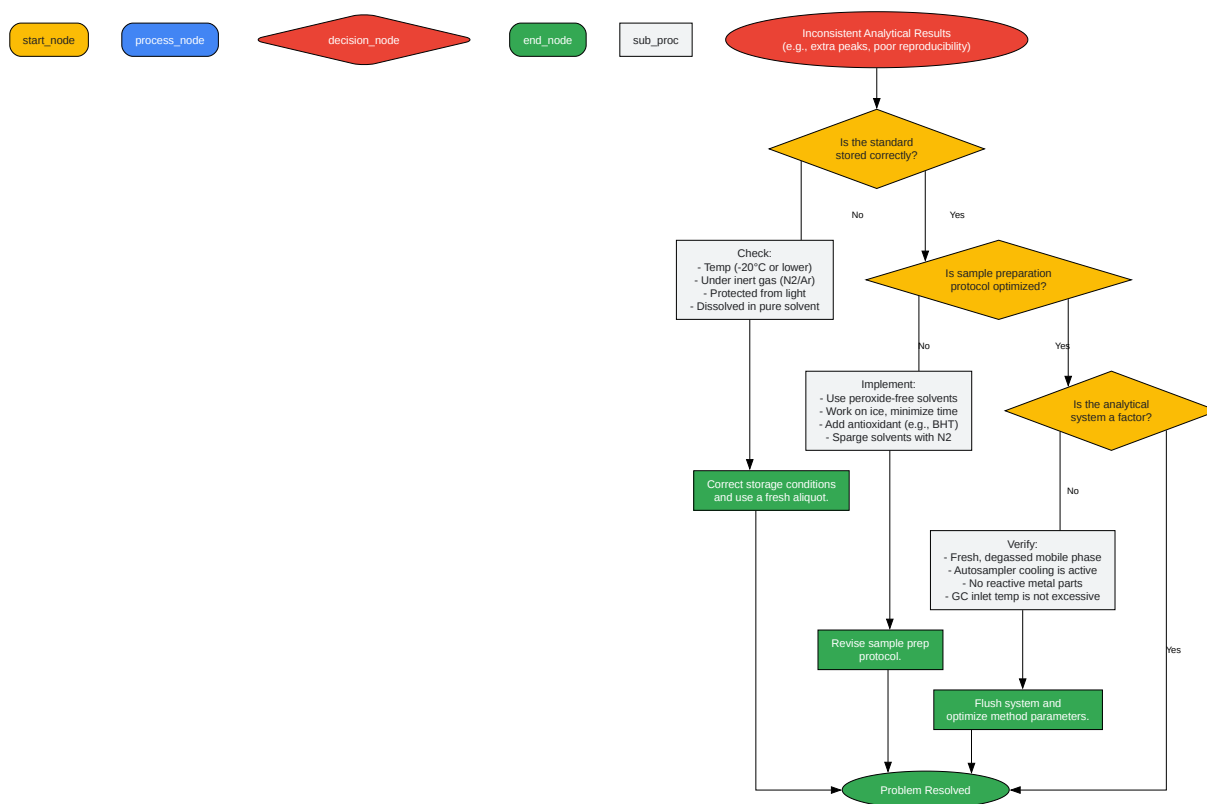 start_node
process_node
decision_node
end_node
sub_proc
Inconsistent Analytical Results
(e.g., extra peaks, poor reproducibility)
Is the standard
stored correctly?
No
Yes
Check:
- Temp (-20°C or lower)
- Under inert gas (N2/Ar)
- Protected from light
- Dissolved in pure solvent
Is sample preparation
protocol optimized?
No
Yes
Implement:
- Use peroxide-free solvents
- Work on ice, minimize time
- Add antioxidant (e.g., BHT)
- Sparge solvents with N2
Is the analytical
system a factor?
Correct storage conditions
and use a fresh aliquot.
No
Verify:
- Fresh, degassed mobile phase
- Autosampler cooling is active
- No reactive metal parts
- GC inlet temp is not excessive
Revise sample prep
protocol.
Yes
Flush system and
optimize method parameters.
Problem Resolved